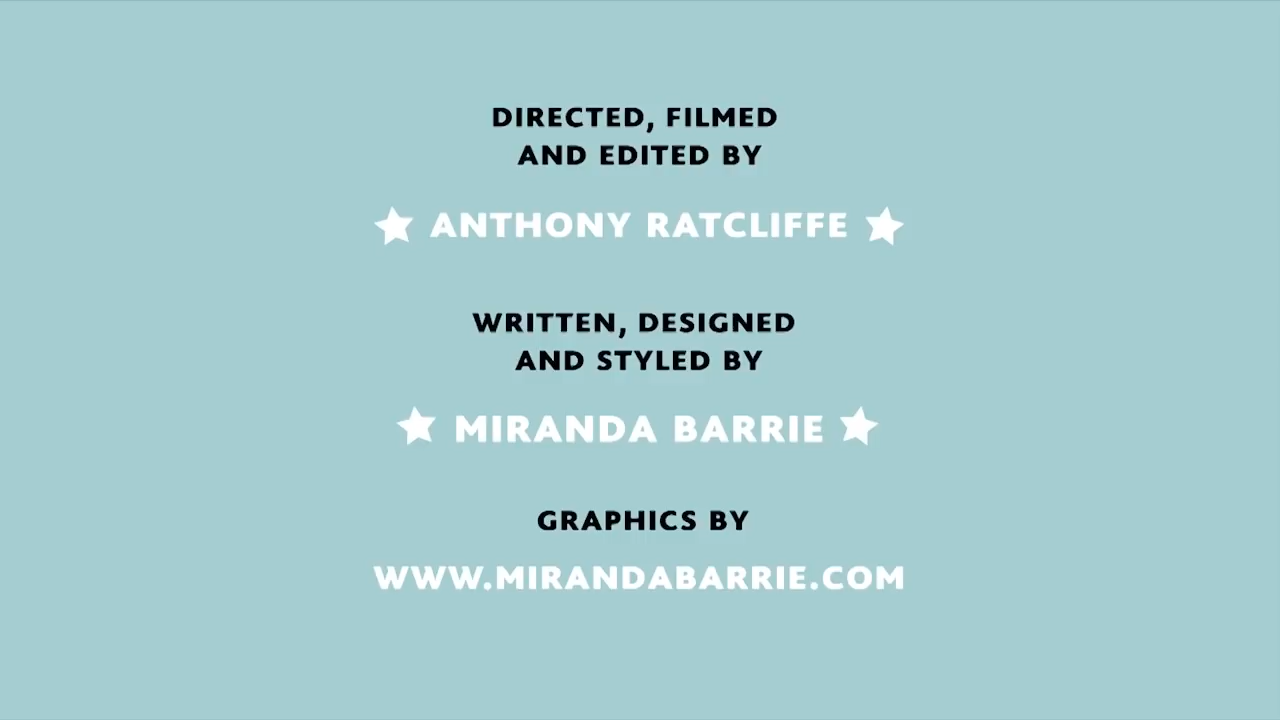 DIRECTED, FILMED
AND EDITED BY
ANTHONY RATCLIFFE
WRITTEN, DESIGNED
AND STYLED BY
MIRANDA BARRIE
GRAPHICS BY
WWW.MIRANDABARRIE.COM